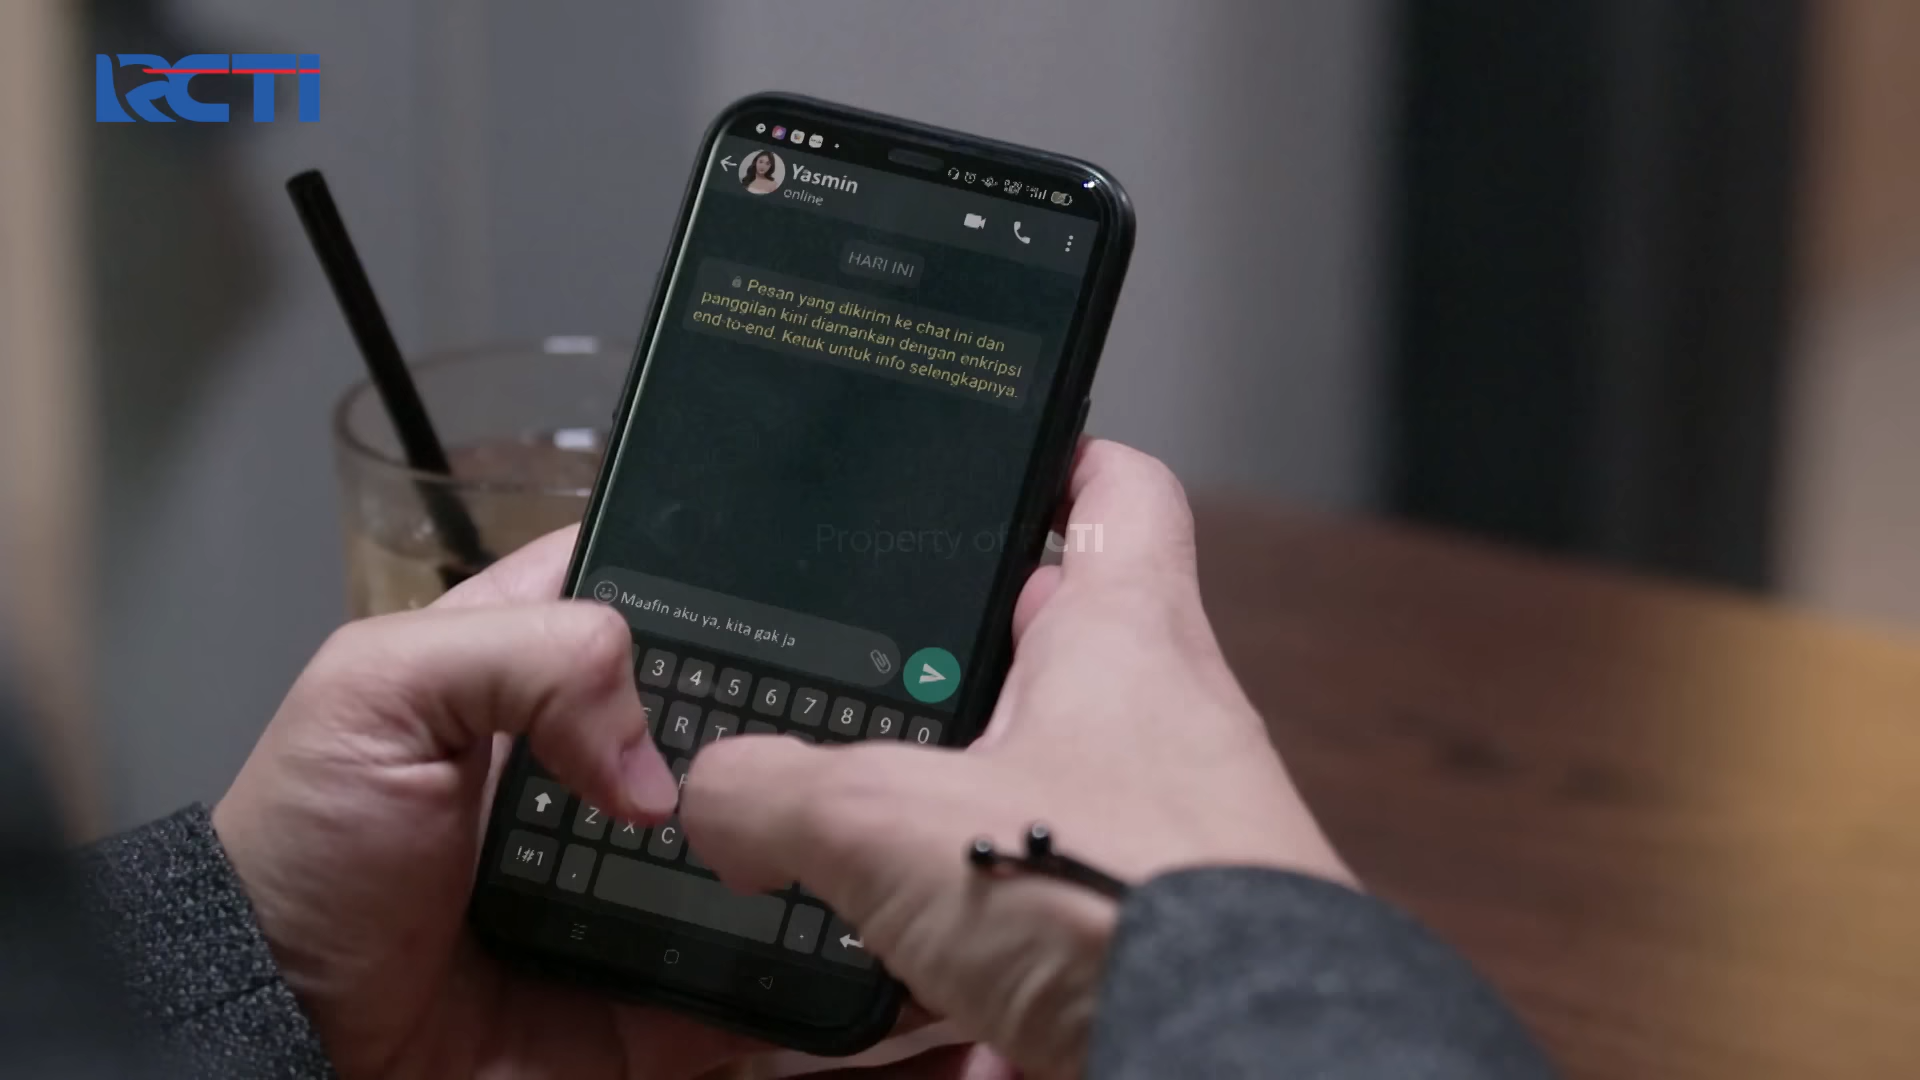 RCTI
Yasmin
online
HARI INI
Pesan yang dikirim ke chat ini dan
panggilan kini diamankan dengan enkripsi
end-to-end. Ketuk untuk info selengkapnya.
Property of RCTI
Maafin aku ya, kita gak ja
3 4 5 6 7 8 9 0
R T
Z X C
!#1 , .